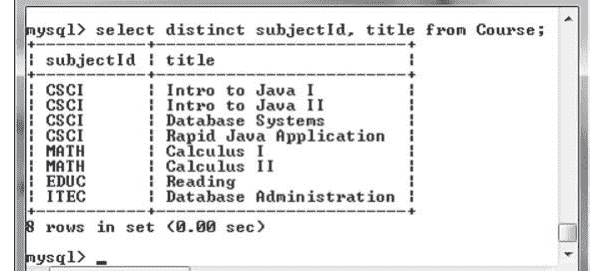 mysql> select distinct subjectId, title from Course;
+-----------+-------------------------+
| subjectId | title                   |
+-----------+-------------------------+
| CSCI      | Intro to Java I         |
| CSCI      | Intro to Java II        |
| CSCI      | Database Systems        |
| CSCI      | Rapid Java Application  |
| MATH      | Calculus I              |
| MATH      | Calculus II             |
| EDUC      | Reading                 |
| ITEC      | Database Administration |
+-----------+-------------------------+
8 rows in set (0.00 sec)
mysql> _